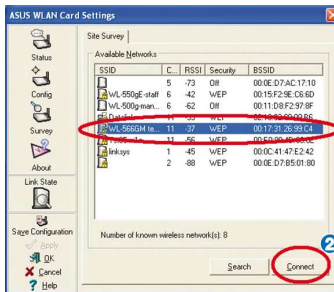 ASUS WLAN Card Settings
Status
Config
Survey
About
Link State
Save Configuration
Apply
OK
Cancel
Help
Site Survey
Available Networks
SSID C... RSSI Security BSSID
5 -73 Off 00:0E:D7:AC:17:10
WL-550gE-staff 6 -42 WEP 00:15:F2:9E:C6:6D
WL-500g-man... 6 -62 Off 00:11:D8:F2:97:8F
WL-566GM te... 11 -37 WEP 00:17:31:26:99:C4
11 -56 WEP
linksys 1 -45 WEP 00:0C:41:47:E2:42
2 -88 WEP 00:0E:D7:B5:01:80
Number of known wireless network(s): 8
2
Search Connect